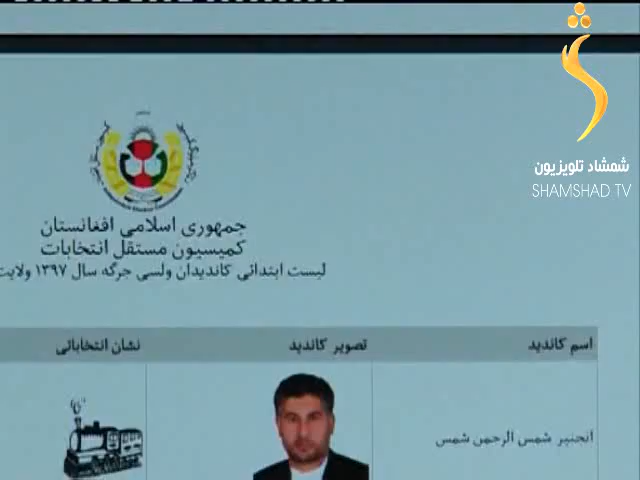 شمشاد تلویزیون
SHAMSHAD TV
جمهوری اسلامی افغانستان
کمیسیون مستقل انتخابات
لیست ابتدائی کاندیدان ولسی جرگه سال ۱۳۹۷ ولایت
اسم کاندید تصویر کاندید نشان انتخاباتی
انجنیر شمس الرحمن شمس